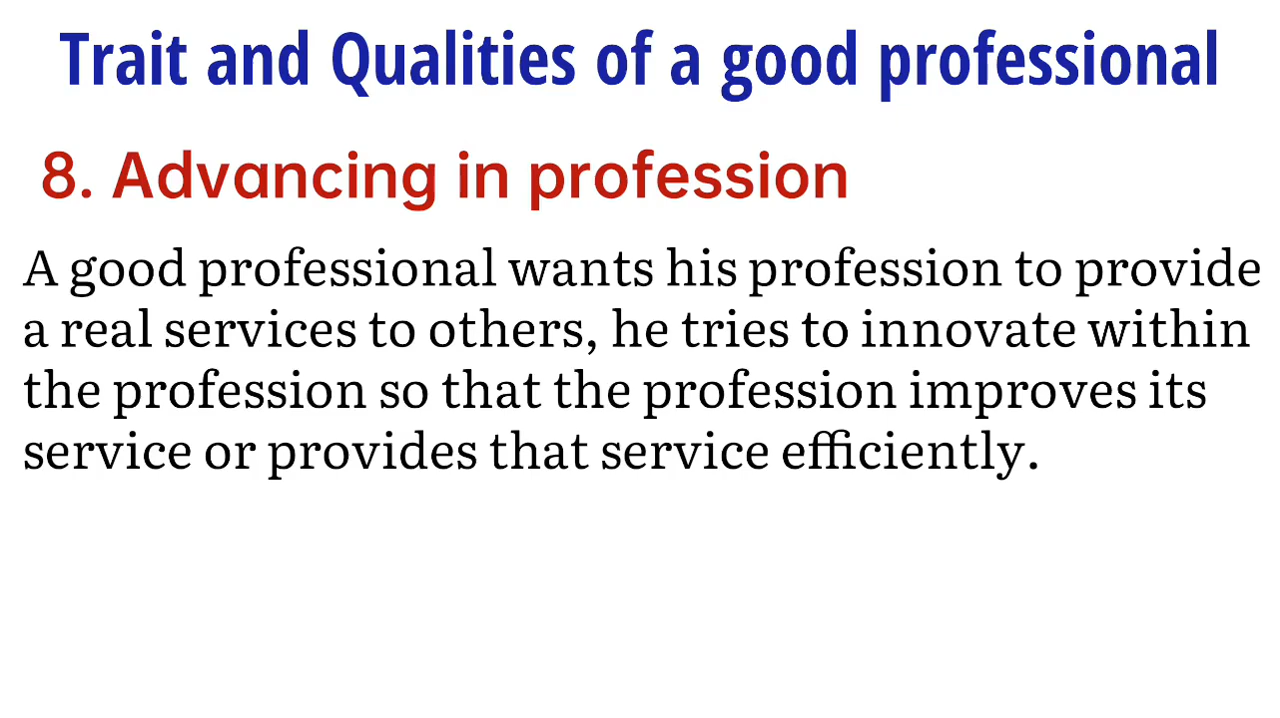 Trait and Qualities of a good professional
8. Advancing in profession
A good professional wants his profession to provide
a real services to others, he tries to innovate within
the profession so that the profession improves its
service or provides that service efficiently.